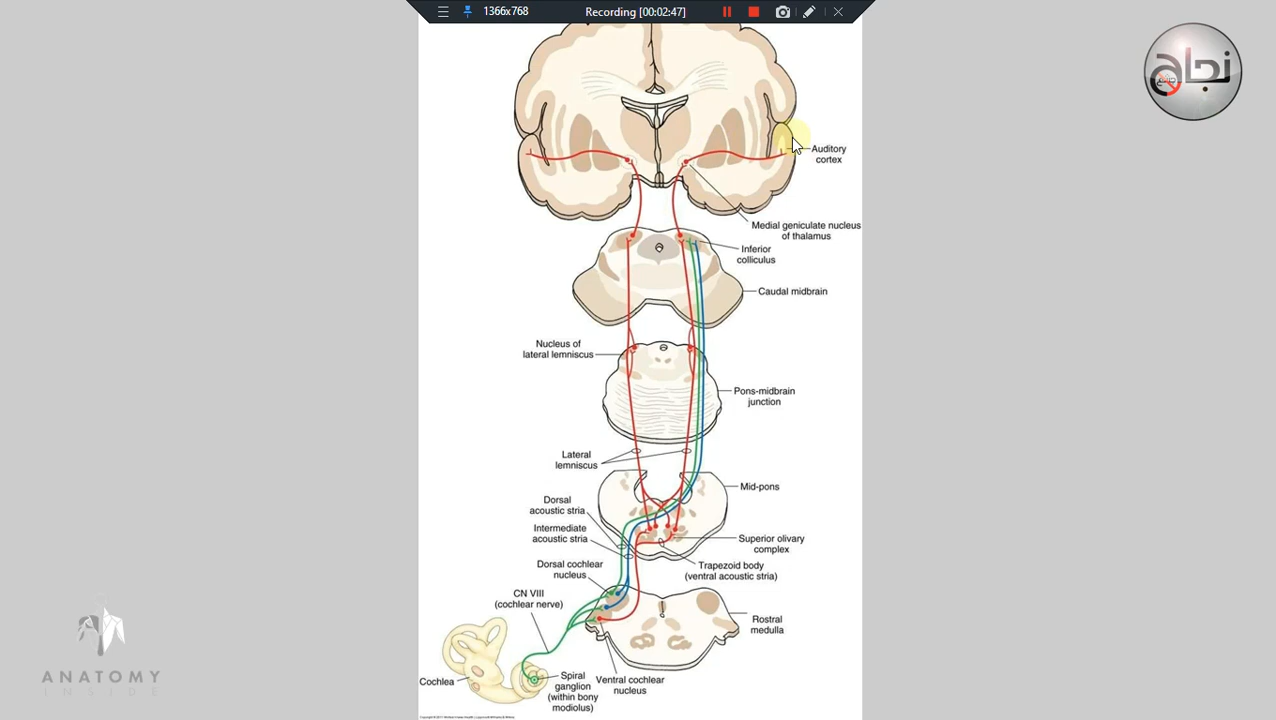 1366x768
Recording [00:02:47]
Auditory
cortex
Medial geniculate nucleus
of thalamus
Inferior
colliculus
Caudal midbrain
Nucleus of
lateral lemniscus
Pons-midbrain
junction
Lateral
lemniscus
Mid-pons
Dorsal
acoustic stria
Intermediate
acoustic stria
Superior olivary
complex
Trapezoid body
(ventral acoustic stria)
Dorsal cochlear
nucleus
CN VIII
(cochlear nerve)
Rostral
medulla
Cochlea
Spiral
ganglion
(within bony
modiolus)
Ventral cochlear
nucleus
ANATOMY
INSIDE